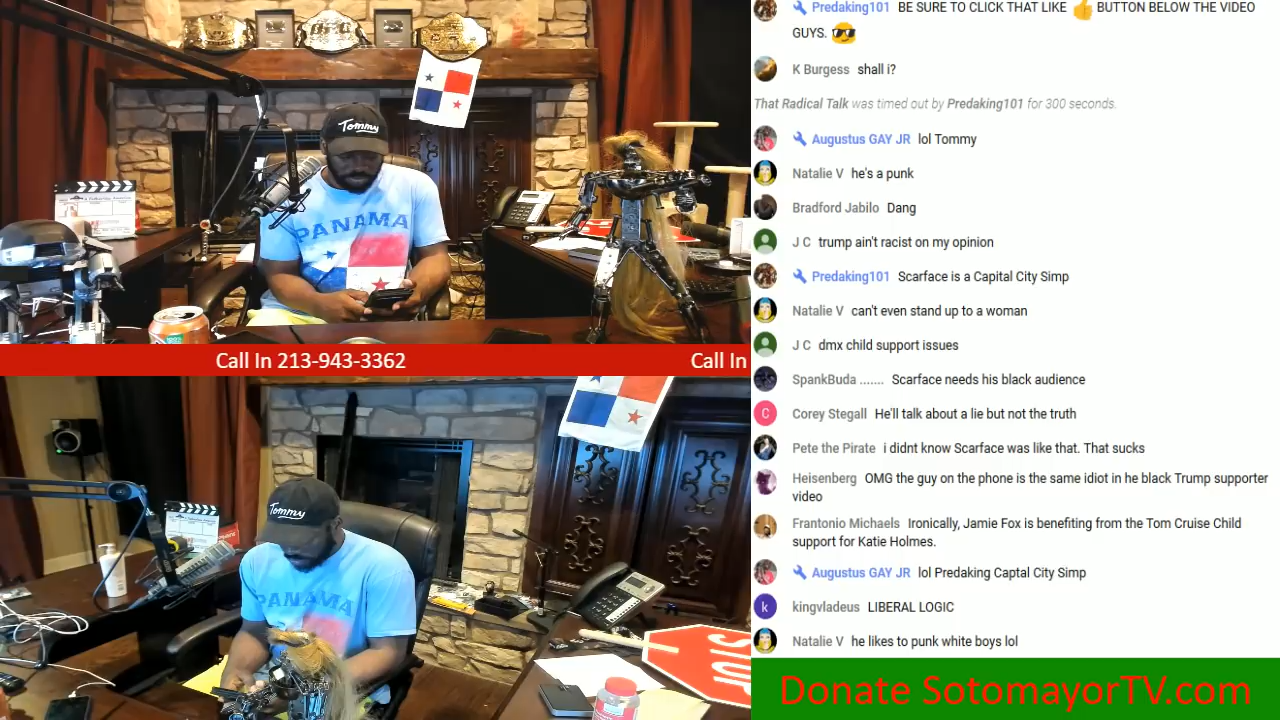 Tommy
PANAMA
Call In 213-943-3362
Call In
Tommy
PANAMA
STOP
Predaking101 BE SURE TO CLICK THAT LIKE 👍 BUTTON BELOW THE VIDEO
GUYS. 😎
K Burgess shall i?
That Radical Talk was timed out by Predaking101 for 300 seconds.
Augustus GAY JR lol Tommy
Natalie V he's a punk
Bradford Jabilo Dang
J C trump ain't racist on my opinion
Predaking101 Scarface is a Capital City Simp
Natalie V can't even stand up to a woman
J C dmx child support issues
SpankBuda ....... Scarface needs his black audience
C
Corey Stegall He'll talk about a lie but not the truth
Pete the Pirate i didnt know Scarface was like that. That sucks
Heisenberg OMG the guy on the phone is the same idiot in he black Trump supporter
video
Frantonio Michaels Ironically, Jamie Fox is benefiting from the Tom Cruise Child
support for Katie Holmes.
Augustus GAY JR lol Predaking Captal City Simp
k
kingvladeus LIBERAL LOGIC
Natalie V he likes to punk white boys lol
Donate SotomayorTV.com